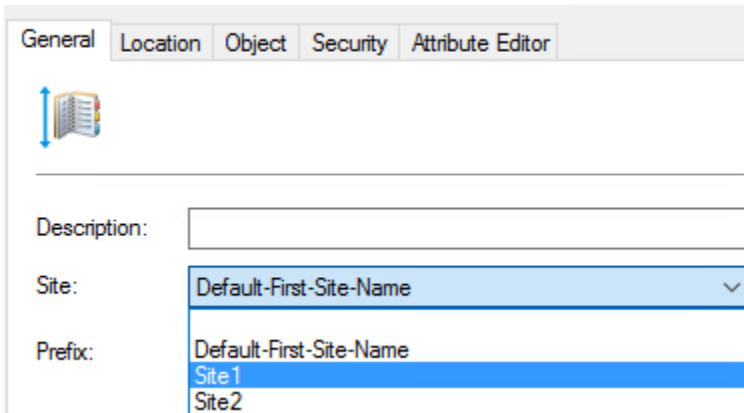 General Location Object Security Attribute Editor
Description:
Site: Default-First-Site-Name
Prefix: Default-First-Site-Name
Site1
Site2